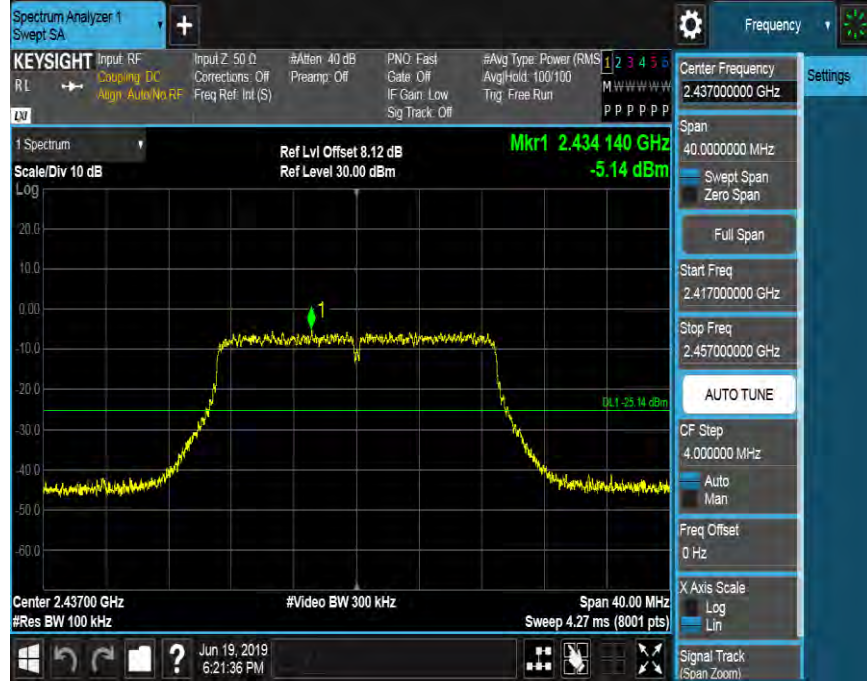 Spectrum Analyzer 1
Swept SA
+
Frequency
KEYSIGHT
RL
LXI
Input: RF
Coupling: DC
Align: Auto/No RF
Input Z: 50 Ω
Corrections: Off
Freq Ref: Int (S)
#Atten: 40 dB
Preamp: Off
PNO: Fast
Gate: Off
IF Gain: Low
Sig Track: Off
#Avg Type: Power (RMS
Avg|Hold: 100/100
Trig: Free Run
1 2 3 4 5 6
M W W W W W
P P P P P P
Center Frequency
2.437000000 GHz
Settings
Span
40.0000000 MHz
Swept Span
Zero Span
Full Span
Start Freq
2.417000000 GHz
Stop Freq
2.457000000 GHz
AUTO TUNE
CF Step
4.000000 MHz
Auto
Man
Freq Offset
0 Hz
X Axis Scale
Log
Lin
Signal Track
(Span Zoom)
1 Spectrum
Scale/Div 10 dB
Log
Ref Lvl Offset 8.12 dB
Ref Level 30.00 dBm
Mkr1 2.434 140 GHz
-5.14 dBm
20.0
10.0
0.00
-10.0
-20.0
-30.0
-40.0
-50.0
-60.0
1
DL1 -25.14 dBm
Center 2.43700 GHz
#Res BW 100 kHz
#Video BW 300 kHz
Span 40.00 MHz
Sweep 4.27 ms (8001 pts)
?
Jun 19, 2019
6:21:36 PM